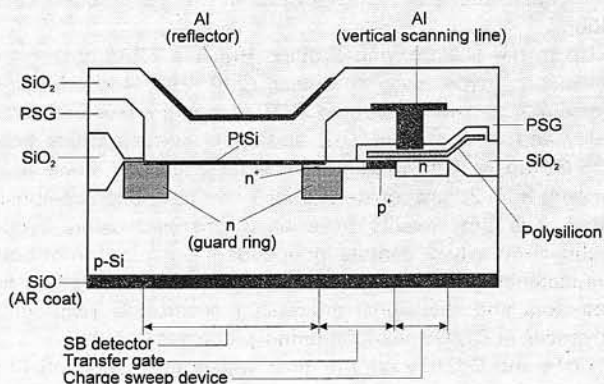 Al
(reflector)
Al
(vertical scanning line)
SiO₂
PSG
SiO₂
PtSi
n⁺
n
PSG
SiO₂
p⁺
n
(guard ring)
Polysilicon
p-Si
SiO
(AR coat)
SB detector
Transfer gate
Charge sweep device